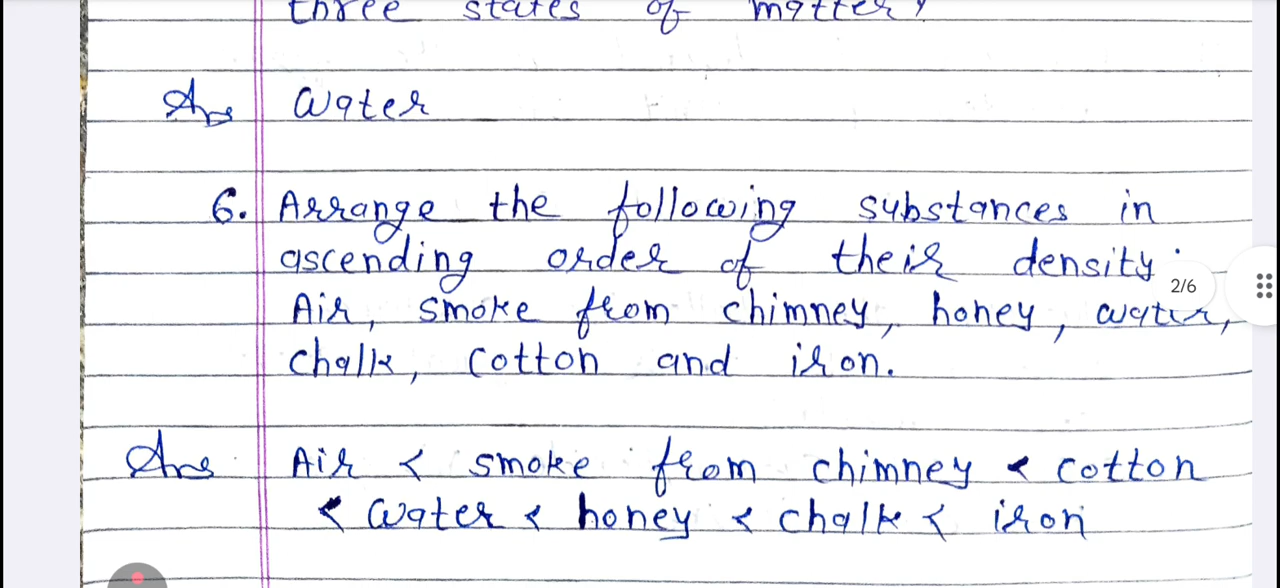 three states of matter?
Ans Water
6. Arrange the following substances in
ascending order of their density:
2/6
Air, smoke from chimney, honey, water,
chalk, cotton and iron.
Ans Air < smoke from chimney < cotton
< Water < honey < chalk < iron